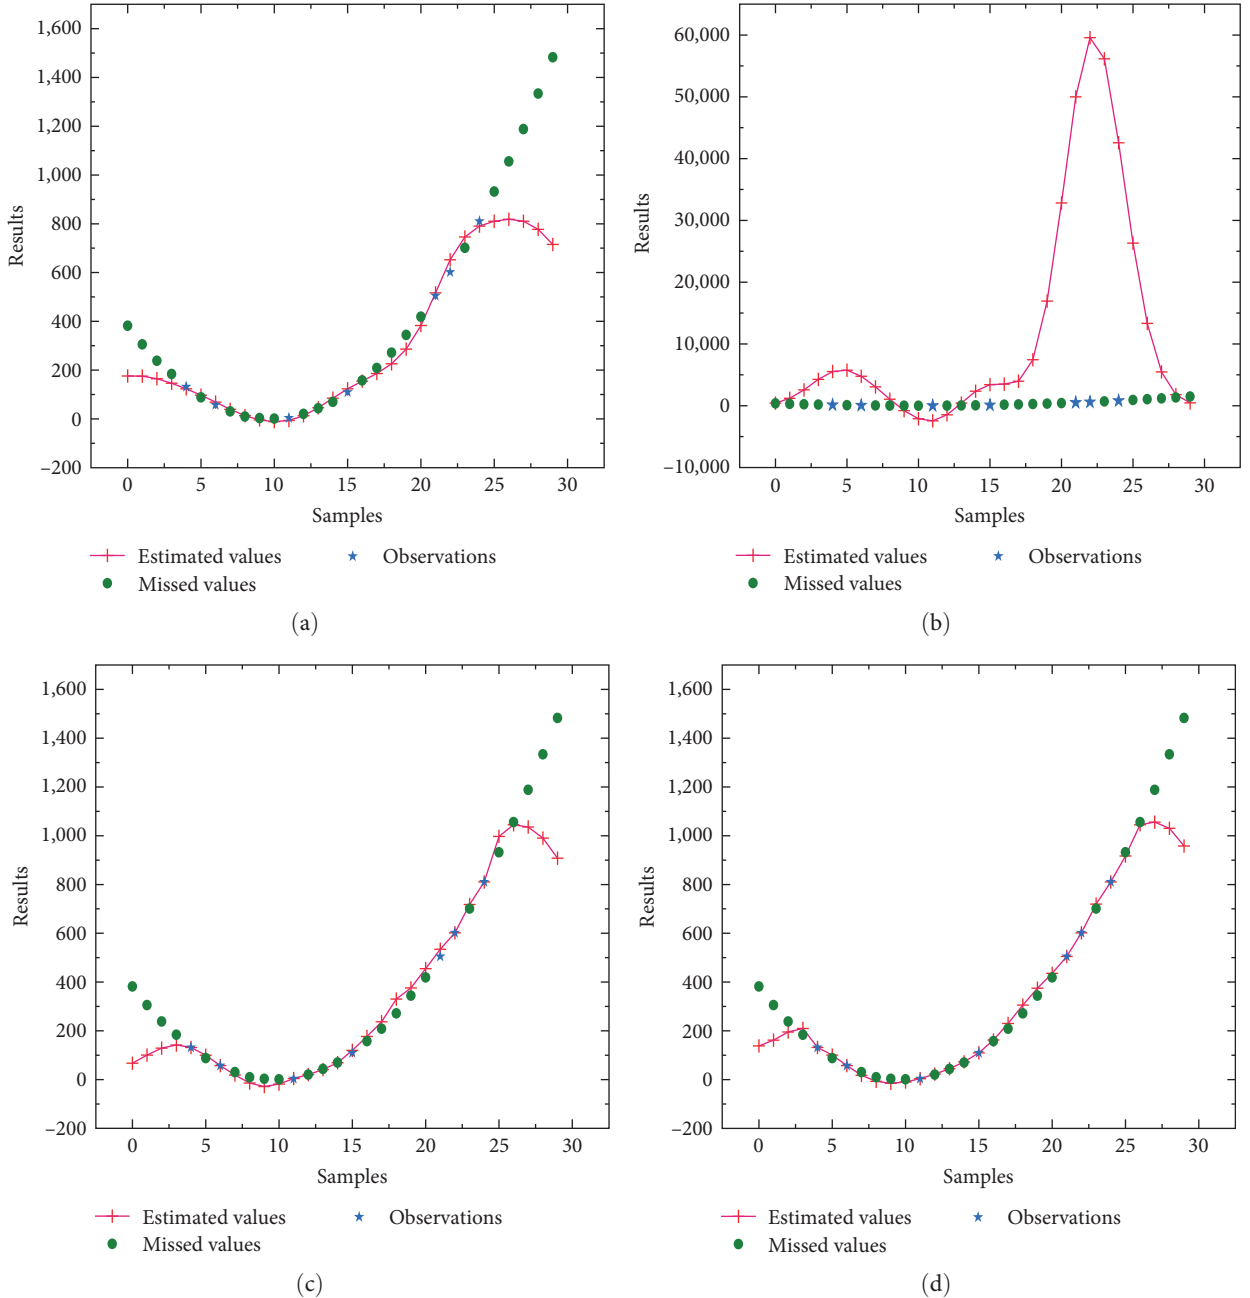 1,600
1,400
1,200
1,000
800
600
400
200
0
–200
Results
0 5 10 15 20 25 30
Samples
Estimated values
Observations
Missed values
(a)
60,000
50,000
40,000
30,000
20,000
10,000
0
–10,000
Results
0 5 10 15 20 25 30
Samples
Estimated values
Observations
Missed values
(b)
1,600
1,400
1,200
1,000
800
600
400
200
0
–200
Results
0 5 10 15 20 25 30
Samples
Estimated values
Observations
Missed values
(c)
1,600
1,400
1,200
1,000
800
600
400
200
0
–200
Results
0 5 10 15 20 25 30
Samples
Estimated values
Observations
Missed values
(d)